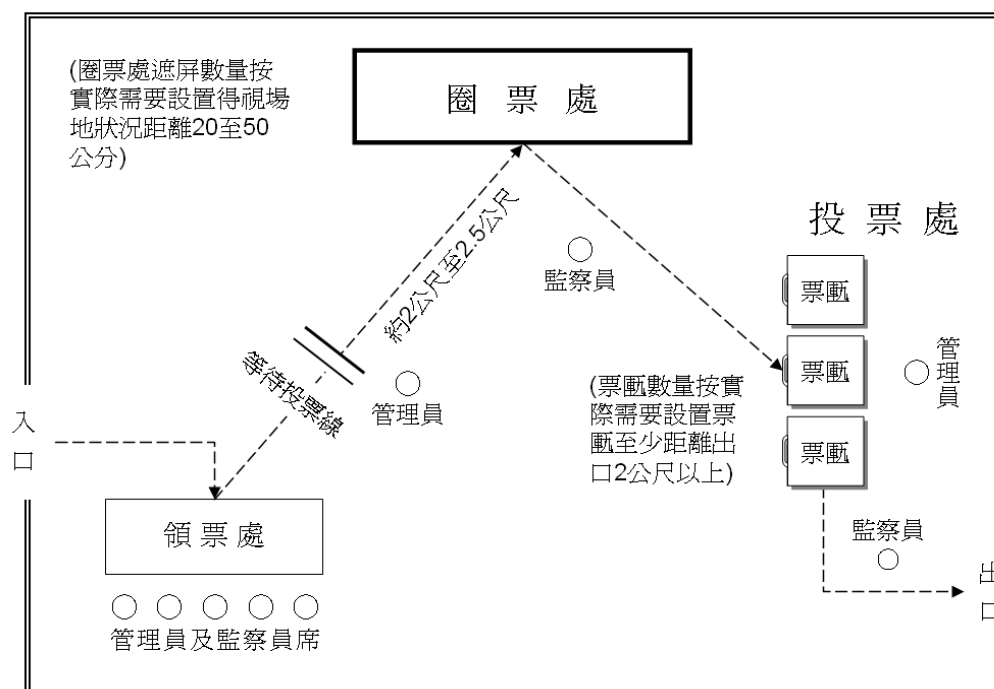 (圈票處遮屏數量按
實際需要設置得視場
地狀況距離20至50
公分)
圈 票 處
投 票 處
約2公尺至2.5公尺
監察員
票匭
票匭
管理員
等待投票線
管理員
(票匭數量按實
際需要設置票
匭至少距離出
口2公尺以上)
票匭
入
口
領 票 處
監察員
出
口
管理員及監察員席